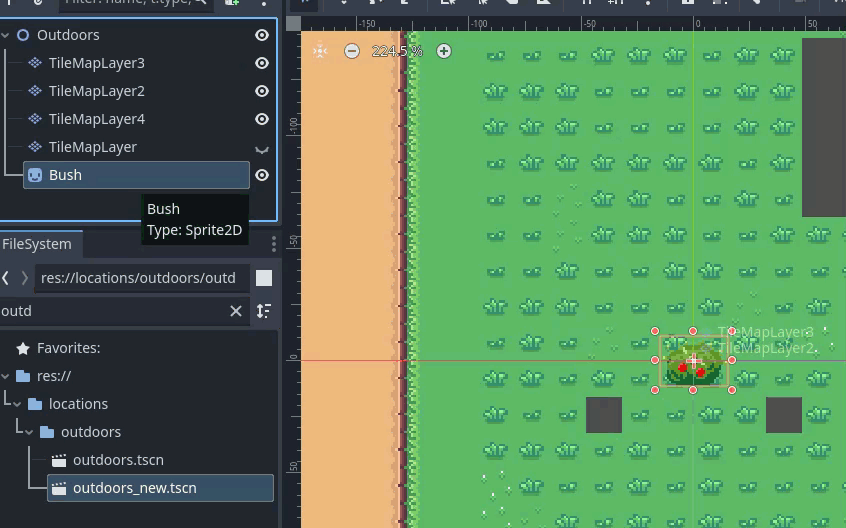 Filter: name, t:type,
Outdoors
TileMapLayer3
TileMapLayer2
TileMapLayer4
TileMapLayer
Bush
Bush
Type: Sprite2D
FileSystem
res://locations/outdoors/outd
outd
Favorites:
res://
locations
outdoors
outdoors.tscn
outdoors_new.tscn
-150
-100
-50
0
50
224.5 %
-100
-50
0
50
TileMapLayer3
TileMapLayer2